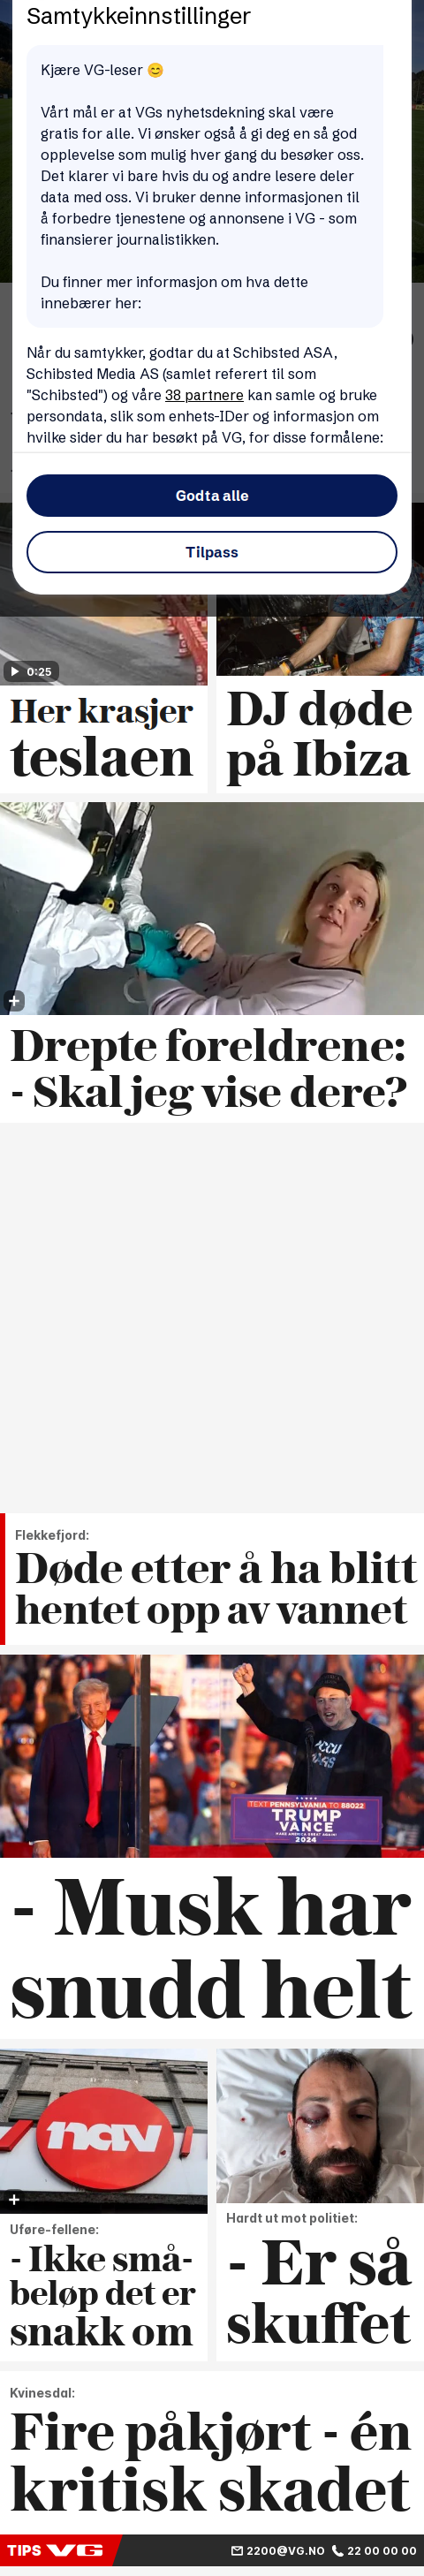 Samtykkeinnstillinger
Kjære VG-leser 😊
Vårt mål er at VGs nyhetsdekning skal være
gratis for alle. Vi ønsker også å gi deg en så god
opplevelse som mulig hver gang du besøker oss.
Det klarer vi bare hvis du og andre lesere deler
data med oss. Vi bruker denne informasjonen til
å forbedre tjenestene og annonsene i VG - som
finansierer journalistikken.
Du finner mer informasjon om hva dette
innebærer her:
Når du samtykker, godtar du at Schibsted ASA,
Schibsted Media AS (samlet referert til som
"Schibsted") og våre 38 partnere kan samle og bruke
persondata, slik som enhets-IDer og informasjon om
hvilke sider du har besøkt på VG, for disse formålene:
Godta alle
Tilpass
0:25
Her krasjer
teslaen
DJ døde
på Ibiza
Drepte foreldrene:
- Skal jeg vise dere?
Flekkefjord:
Døde etter å ha blitt
hentet opp av vannet
TEXT PENNSYLVANIA TO 88022
TRUMP
VANCE
2024
- Musk har
snudd helt
nav
Uføre-fellene:
- Ikke små-
beløp det er
snakk om
Hardt ut mot politiet:
- Er så
skuffet
Kvinesdal:
Fire påkjørt - én
kritisk skadet
TIPS VG 2200@VG.NO 22 00 00 00